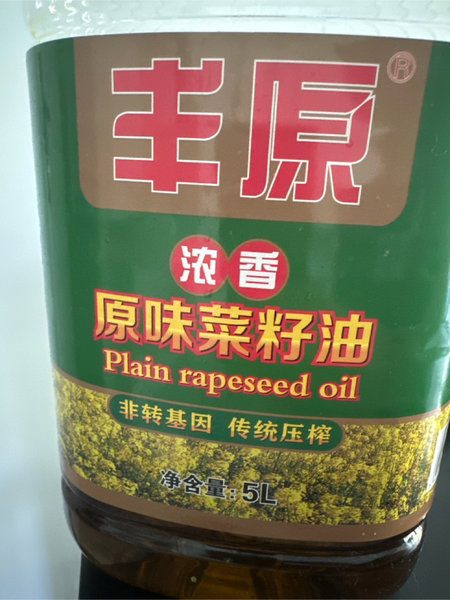 丰原®
浓香
原味菜籽油
Plain rapeseed oil
非转基因 传统压榨
净含量:5L